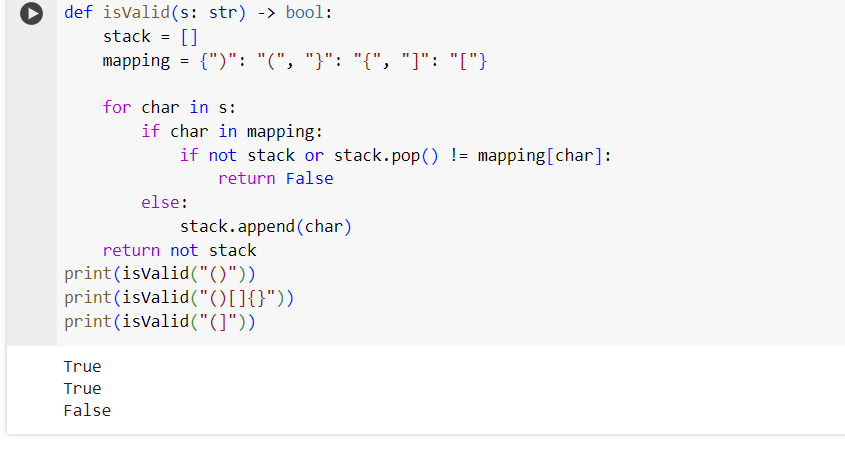 def isValid(s: str) -> bool:
    stack = []
    mapping = {")": "(", "}": "{", "]": "["}

    for char in s:
        if char in mapping:
            if not stack or stack.pop() != mapping[char]:
                return False
        else:
            stack.append(char)
    return not stack
print(isValid("()"))
print(isValid("()[]{}"))
print(isValid("(]"))
True
True
False